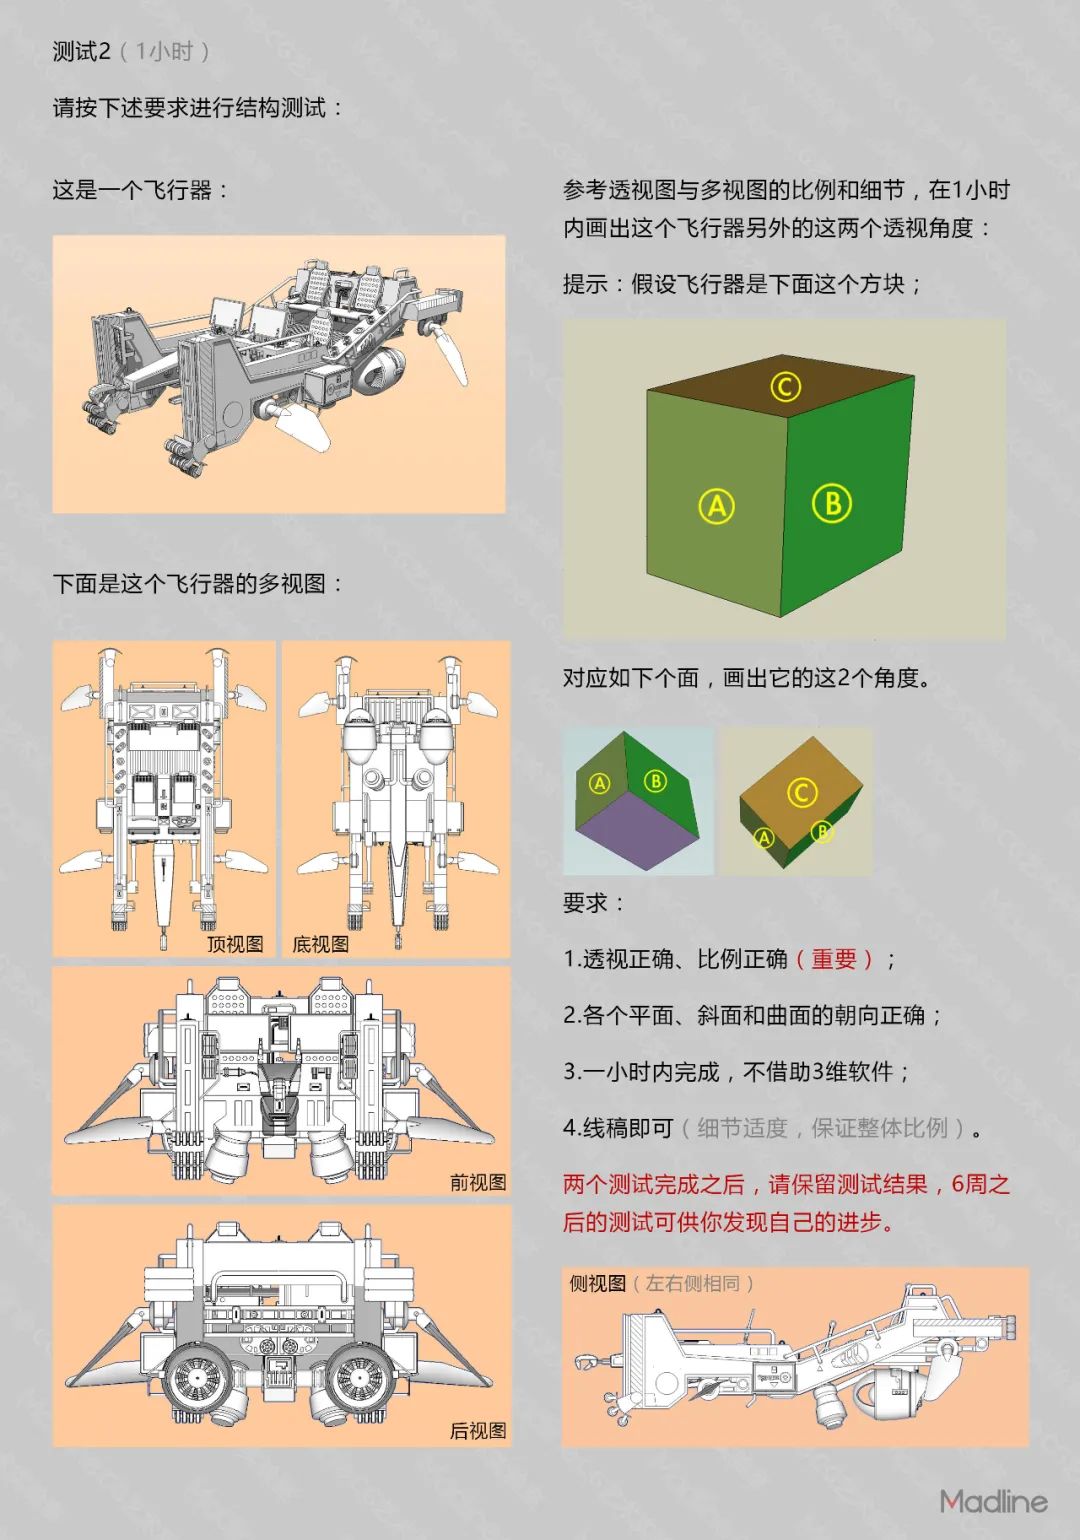 测试2（1小时）
请按下述要求进行结构测试：
这是一个飞行器：
下面是这个飞行器的多视图：
顶视图
底视图
前视图
后视图
参考透视图与多视图的比例和细节，在1小时
内画出这个飞行器另外的这两个透视角度：
提示：假设飞行器是下面这个方块；
C
A
B
对应如下个面，画出它的这2个角度。
A
B
C
A
B
要求：
1.透视正确、比例正确（重要）；
2.各个平面、斜面和曲面的朝向正确；
3.一小时内完成，不借助3维软件；
4.线稿即可（细节适度，保证整体比例）。
两个测试完成之后，请保留测试结果，6周之
后的测试可供你发现自己的进步。
侧视图（左右侧相同）
Madline